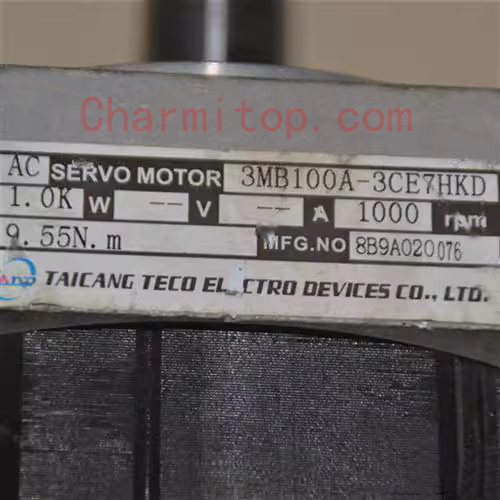 Charmitop.com
AC SERVO MOTOR 3MB100A-3CE7HKD
1.0K W -- V -- A 1000 rpm
9.55N.m MFG.NO 8B9A020076
TAICANG TECO ELECTRO DEVICES CO., LTD.